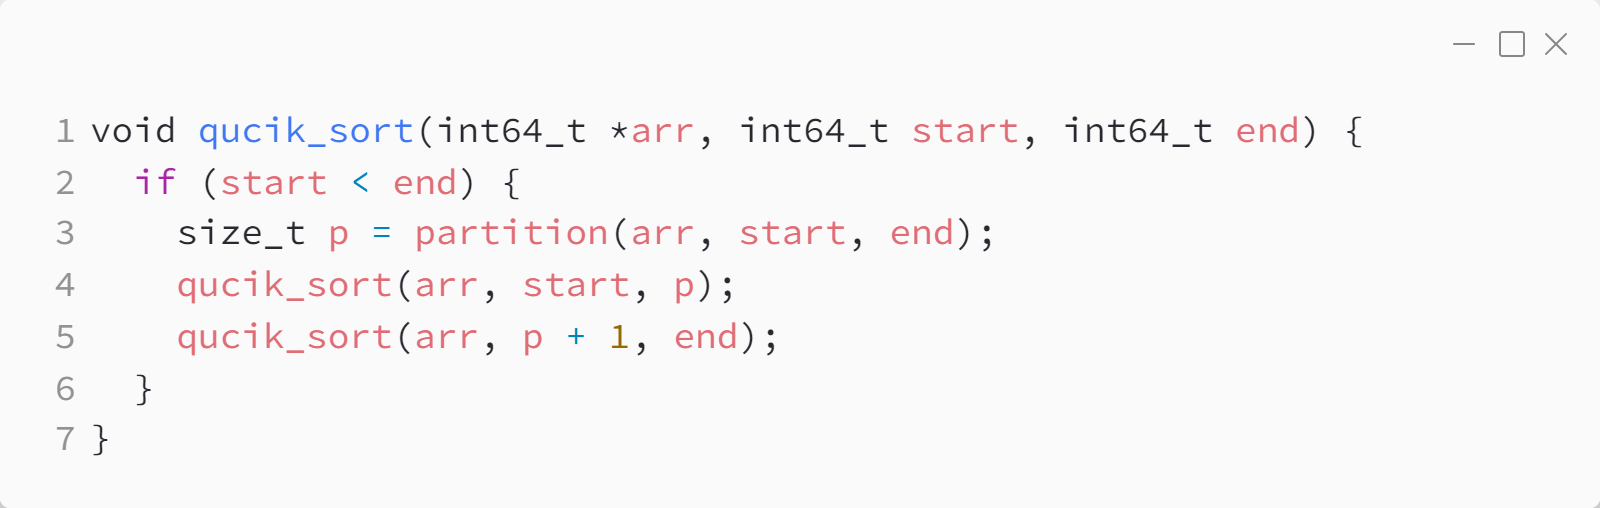 1 void qucik_sort(int64_t *arr, int64_t start, int64_t end) {
2   if (start < end) {
3     size_t p = partition(arr, start, end);
4     qucik_sort(arr, start, p);
5     qucik_sort(arr, p + 1, end);
6   }
7 }